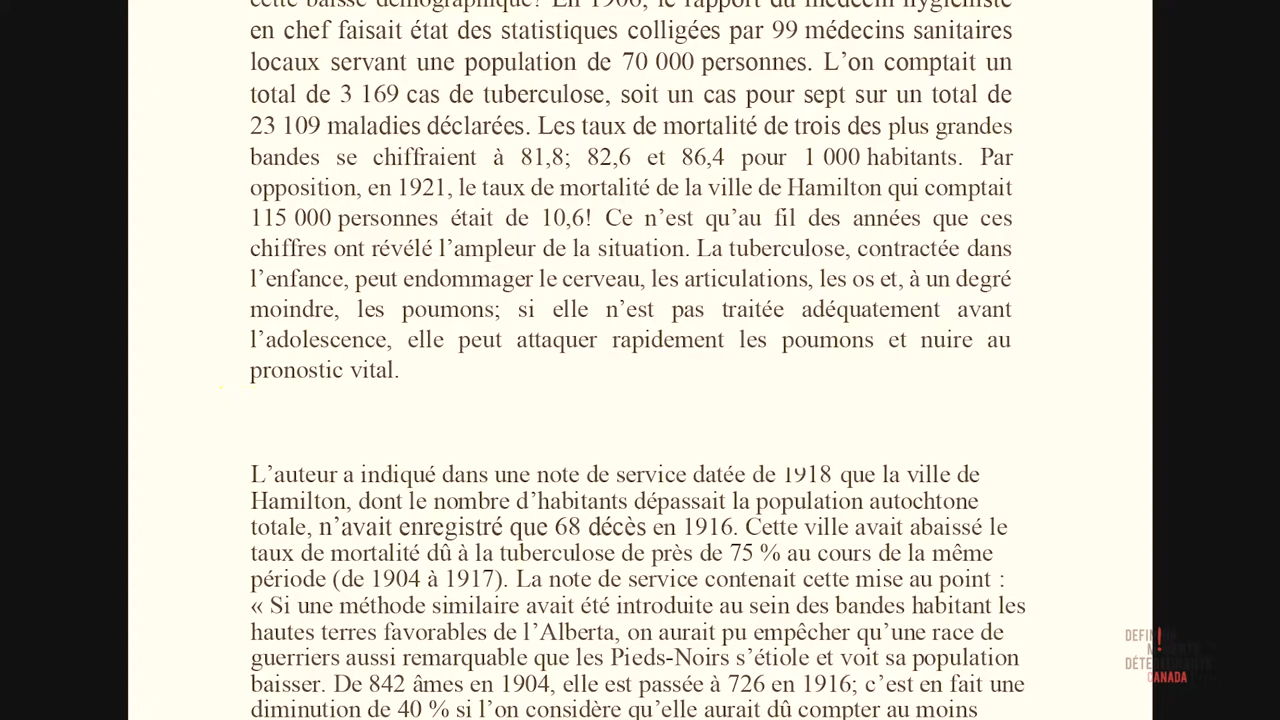 cette baisse démographique? En 1906, le rapport du médecin hygiéniste
en chef faisait état des statistiques colligées par 99 médecins sanitaires
locaux servant une population de 70 000 personnes. L’on comptait un
total de 3 169 cas de tuberculose, soit un cas pour sept sur un total de
23 109 maladies déclarées. Les taux de mortalité de trois des plus grandes
bandes se chiffraient à 81,8; 82,6 et 86,4 pour 1 000 habitants. Par
opposition, en 1921, le taux de mortalité de la ville de Hamilton qui comptait
115 000 personnes était de 10,6! Ce n’est qu’au fil des années que ces
chiffres ont révélé l’ampleur de la situation. La tuberculose, contractée dans
l’enfance, peut endommager le cerveau, les articulations, les os et, à un degré
moindre, les poumons; si elle n’est pas traitée adéquatement avant
l’adolescence, elle peut attaquer rapidement les poumons et nuire au
pronostic vital.
L’auteur a indiqué dans une note de service datée de 1918 que la ville de
Hamilton, dont le nombre d’habitants dépassait la population autochtone
totale, n’avait enregistré que 68 décès en 1916. Cette ville avait abaissé le
taux de mortalité dû à la tuberculose de près de 75 % au cours de la même
période (de 1904 à 1917). La note de service contenait cette mise au point :
« Si une méthode similaire avait été introduite au sein des bandes habitant les
hautes terres favorables de l’Alberta, on aurait pu empêcher qu’une race de
guerriers aussi remarquable que les Pieds-Noirs s’étiole et voit sa population
baisser. De 842 âmes en 1904, elle est passée à 726 en 1916; c’est en fait une
diminution de 40 % si l’on considère qu’elle aurait dû compter au moins
CANADA